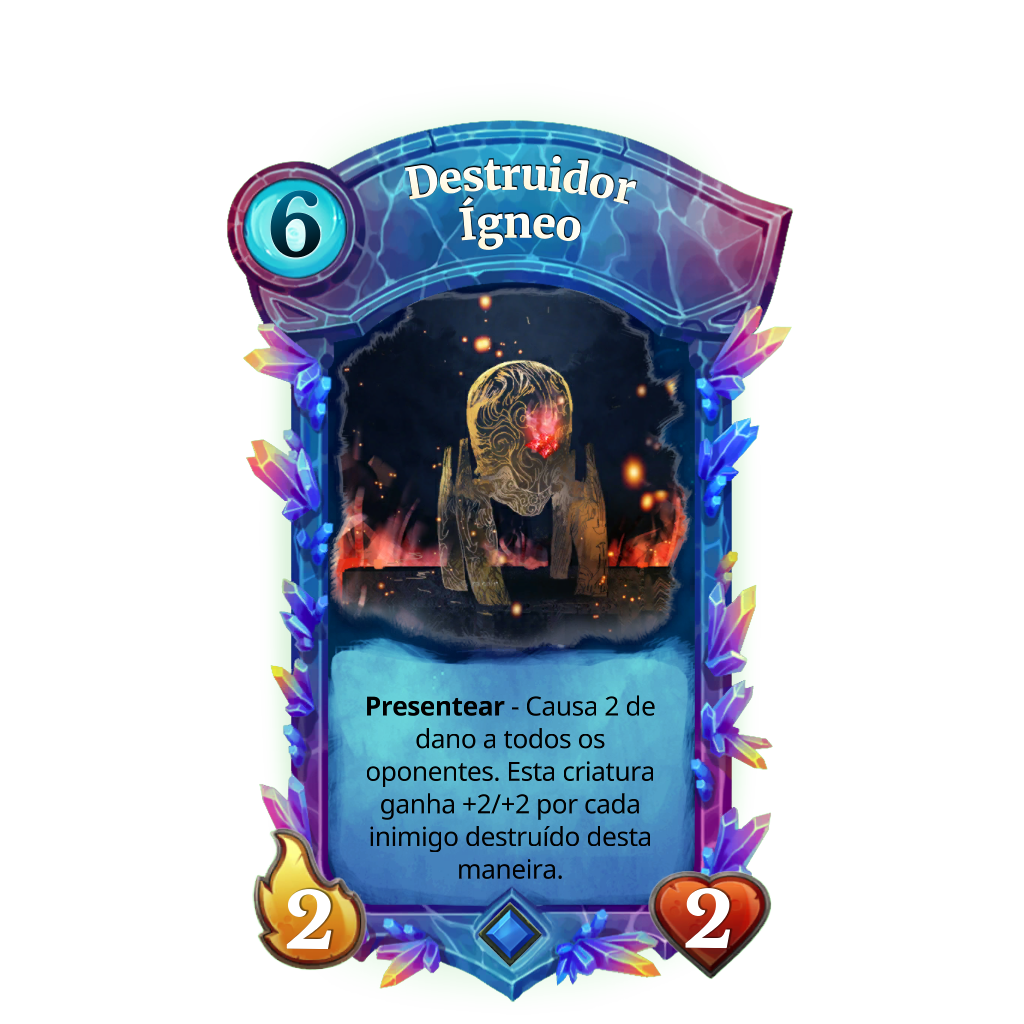 6
Destruidor
Ígneo
Presentear - Causa 2 de
dano a todos os
oponentes. Esta criatura
ganha +2/+2 por cada
inimigo destruído desta
maneira.
2
2